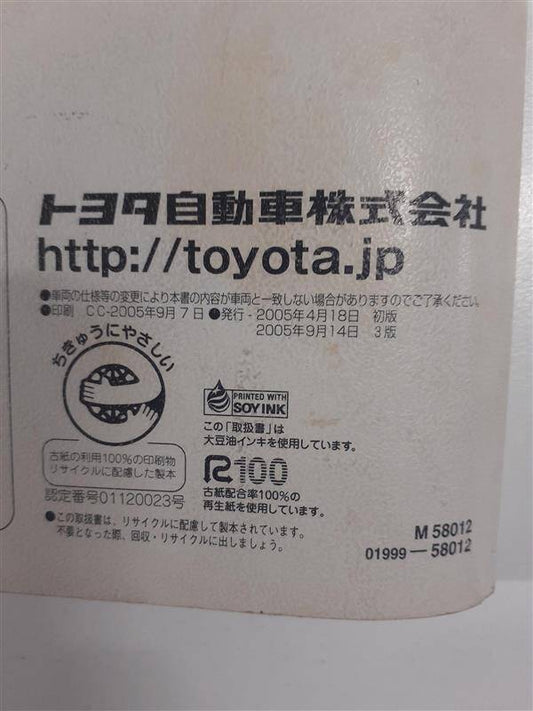 トヨタ自動車株式会社
http://toyota.jp
●車両の仕様等の変更により本書の内容が車両と一致しない場合がありますのでご了承ください。
●印刷 CC-2005年9月7日 ●発行 - 2005年4月18日 初版
2005年9月14日 3版
ちきゅうにやさしい
古紙の利用100%の印刷物
リサイクルに配慮した製本
認定番号01120023号
PRINTED WITH
SOY INK
この「取扱書」は
大豆油インキを使用しています。
R100
古紙配合率100%の
再生紙を使用しています。
●この取扱書は、リサイクルに配慮して製本されています。
不要となった際、回収・リサイクルに出しましょう。
M 58012
01999—58012